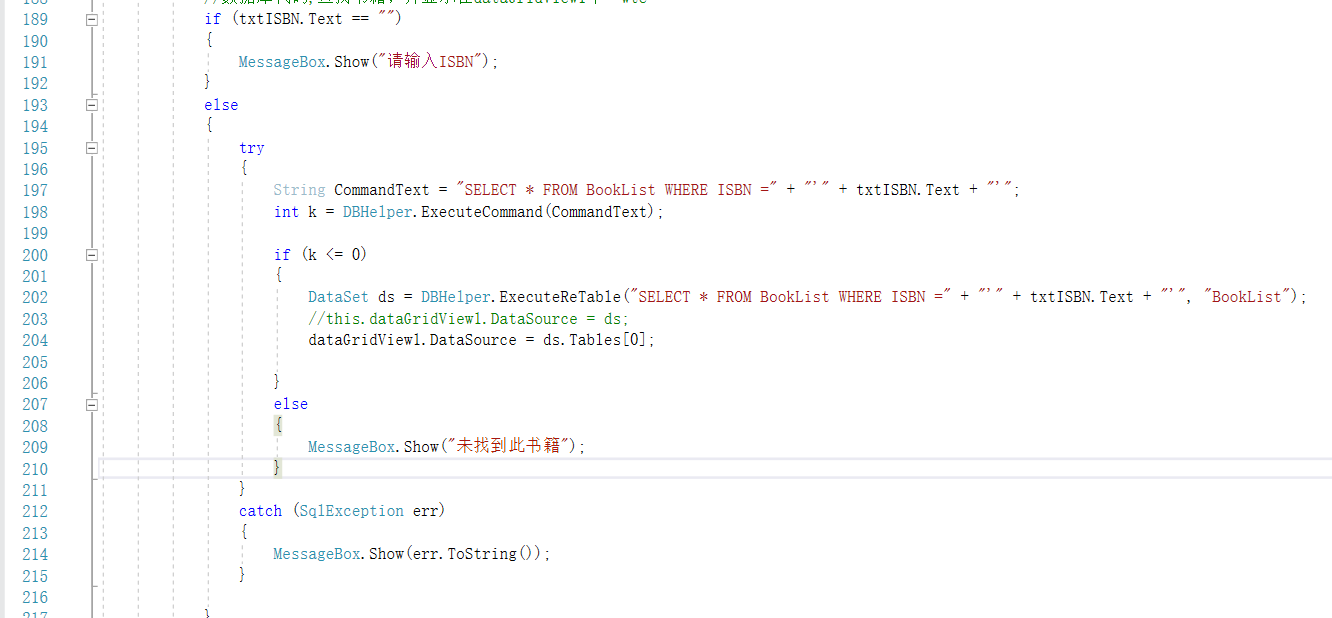 189 if (txtISBN.Text == "")
190 {
191 MessageBox.Show("请输入ISBN");
192 }
193 else
194 {
195 try
196 {
197 String CommandText = "SELECT * FROM BookList WHERE ISBN =" + "'" + txtISBN.Text + "'";
198 int k = DBHelper.ExecuteCommand(CommandText);
199
200 if (k <= 0)
201 {
202 DataSet ds = DBHelper.ExecuteReTable("SELECT * FROM BookList WHERE ISBN =" + "'" + txtISBN.Text + "'", "BookList");
203 //this.dataGridView1.DataSource = ds;
204 dataGridView1.DataSource = ds.Tables[0];
205
206 }
207 else
208 {
209 MessageBox.Show("未找到此书籍");
210 }
211 }
212 catch (SqlException err)
213 {
214 MessageBox.Show(err.ToString());
215 }
216
217 }